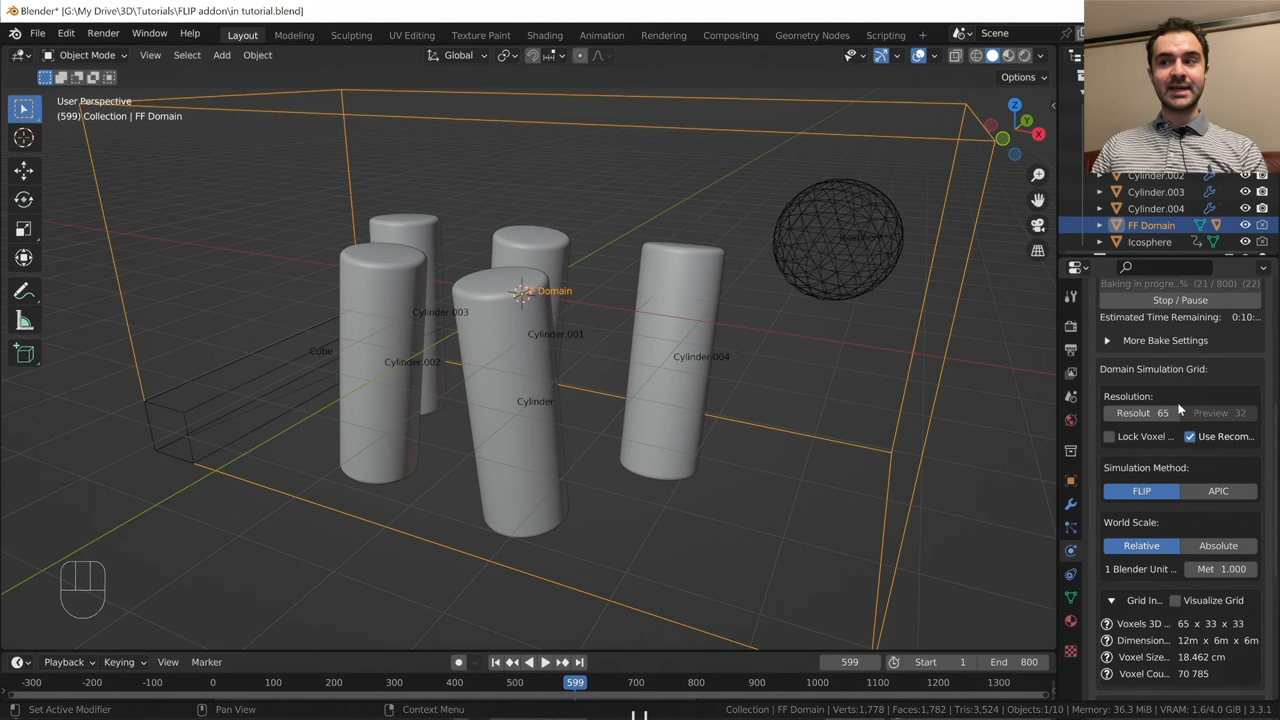 Blender* [G:\My Drive\3D\Tutorials\FLIP addon\in tutorial.blend]
File Edit Render Window Help Layout Modeling Sculpting UV Editing Texture Paint Shading Animation Rendering Compositing Geometry Nodes Scripting Scene
Object Mode View Select Add Object Global
Options
User Perspective
(599) Collection | FF Domain
Z
Y
X
Icosphere
FF Domain
Cylinder.003
Cylinder.001
Cube
Cylinder.002
Cylinder.004
Cylinder
Cylinder.002
Cylinder.003
Cylinder.004
FF Domain
Icosphere
Baking in progre...% (21 / 800) (22)
Stop / Pause
Estimated Time Remaining: 0:10:...
More Bake Settings
Domain Simulation Grid:
Resolution:
Resolut 65 Preview 32
Lock Voxel ... Use Recom...
Simulation Method:
FLIP APIC
World Scale:
Relative Absolute
1 Blender Unit ... Met 1.000
Grid In... Visualize Grid
Voxels 3D ... 65 x 33 x 33
Dimension... 12m x 6m x 6m
Voxel Size... 18.462 cm
Voxel Cou... 70 785
Playback Keying View Marker 599 Start 1 End 800
-300 -200 -100 0 100 200 300 400 500 599 700 800 900 1000 1100 1200 1300
Set Active Modifier Pan View Context Menu Collection | FF Domain | Verts:1,778 | Faces:1,782 | Tris:3,524 | Objects:1/10 | Memory: 36.3 MiB | VRAM: 1.6/4.0 GiB | 3.3.1